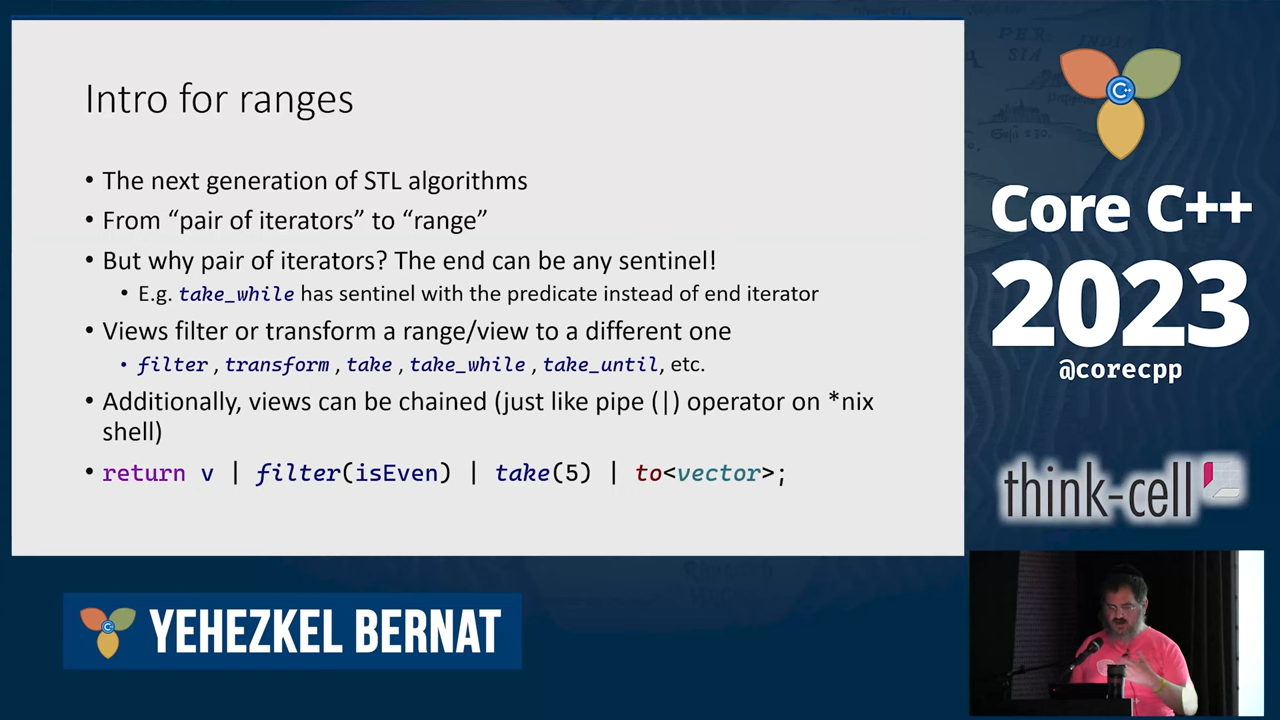 Intro for ranges
• The next generation of STL algorithms
• From “pair of iterators” to “range”
• But why pair of iterators? The end can be any sentinel!
• E.g. take_while has sentinel with the predicate instead of end iterator
• Views filter or transform a range/view to a different one
• filter , transform , take , take_while , take_until, etc.
• Additionally, views can be chained (just like pipe (|) operator on *nix
shell)
• return v | filter(isEven) | take(5) | to<vector>;
C++
Core C++
2023
@corecpp
think-cell
C++
YEHEZKEL BERNAT